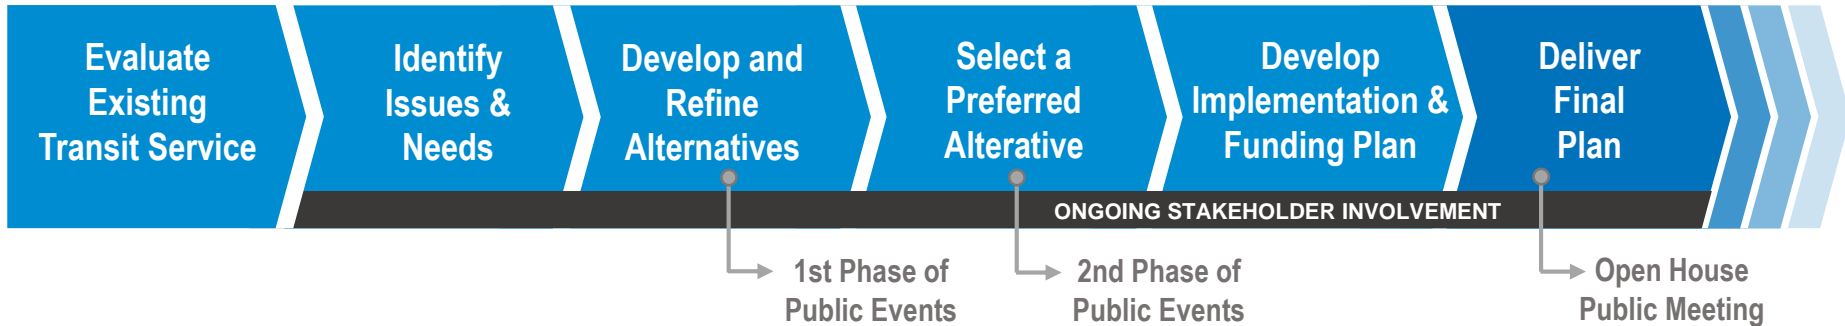 Evaluate
Existing
Transit Service
Identify
Issues &
Needs
Develop and
Refine
Alternatives
Select a
Preferred
Alterative
Develop
Implementation &
Funding Plan
Deliver
Final
Plan
ONGOING STAKEHOLDER INVOLVEMENT
1st Phase of
Public Events
2nd Phase of
Public Events
Open House
Public Meeting